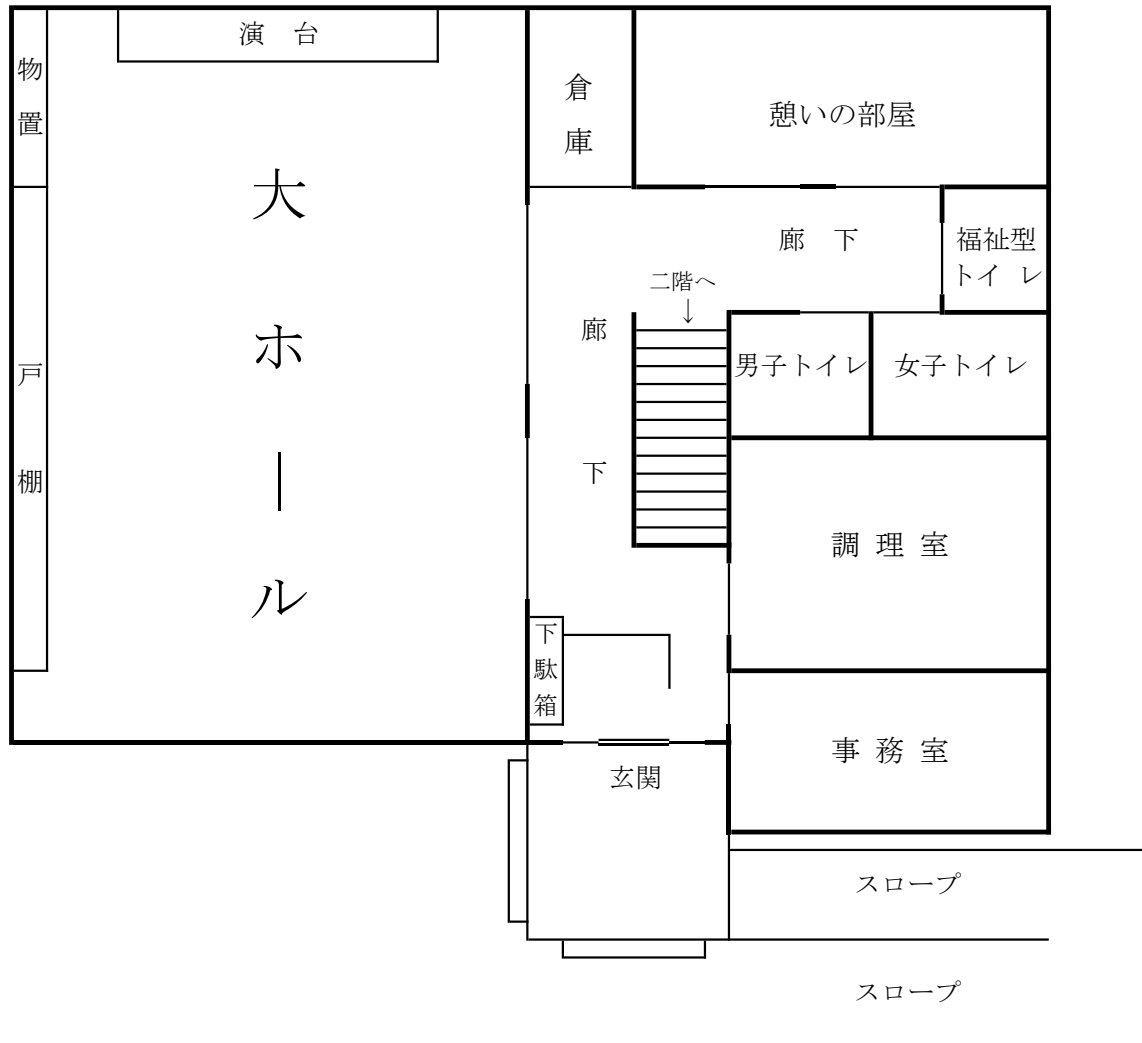 演　台
物置
倉庫
憩いの部屋
大ホール
廊　下
福祉型
トイ レ
二階へ
↓
廊下
男子トイレ
女子トイレ
戸棚
調 理 室
下駄箱
事 務 室
玄関
スロープ
スロープ